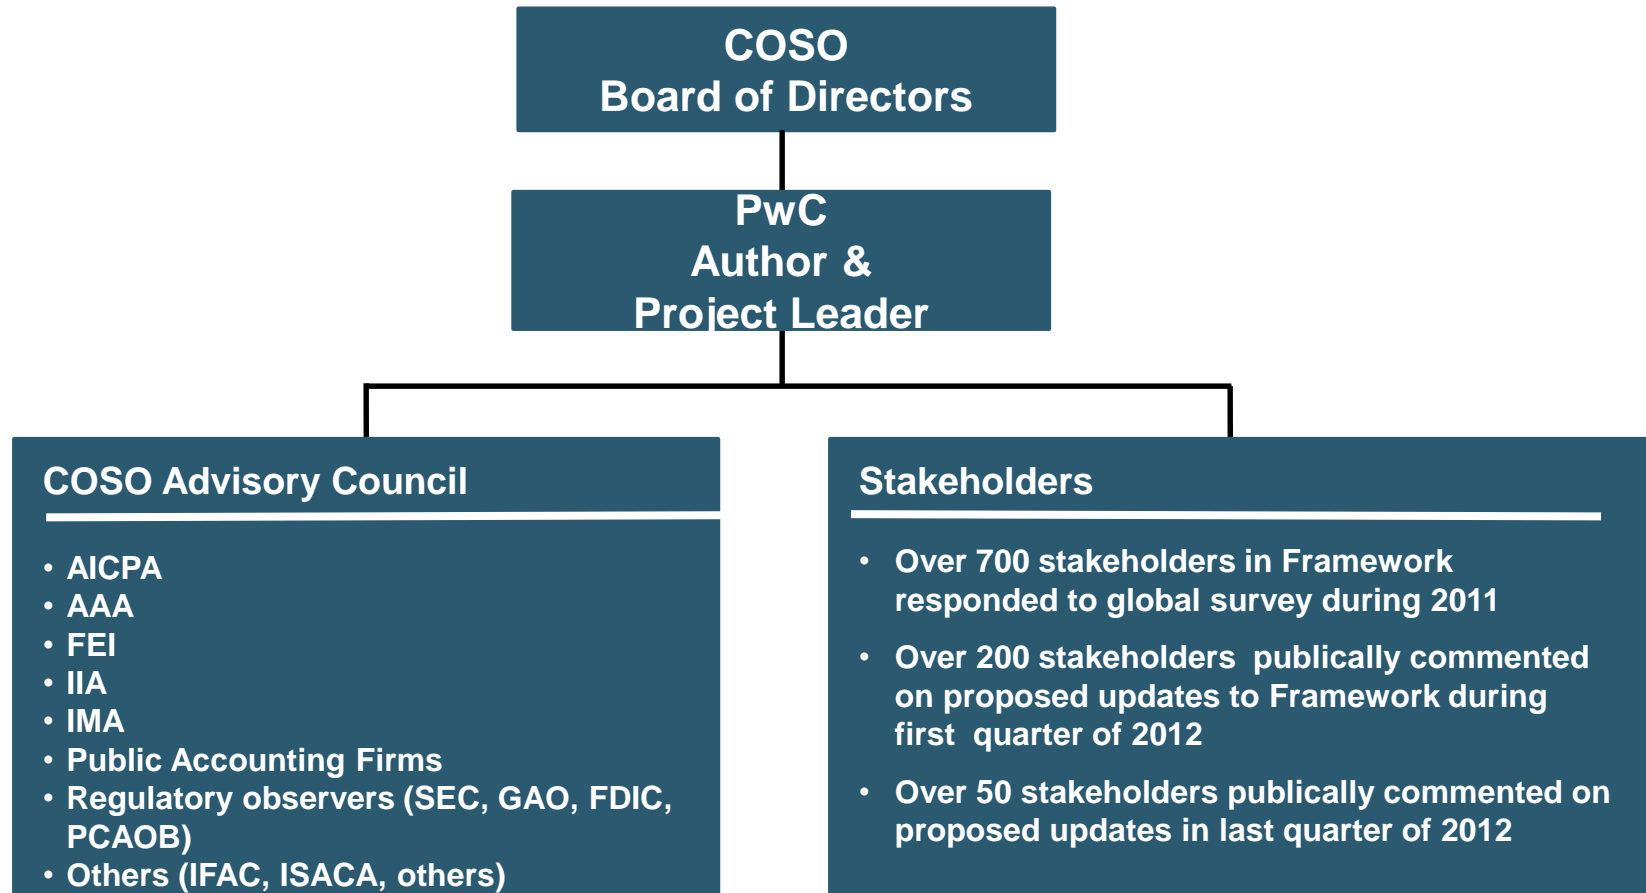 COSO
Board of Directors
PwC
Author &
Project Leader
COSO Advisory Council
• AICPA
• AAA
• FEI
• IIA
• IMA
• Public Accounting Firms
• Regulatory observers (SEC, GAO, FDIC,
PCAOB)
• Others (IFAC, ISACA, others)
Stakeholders
• Over 700 stakeholders in Framework
responded to global survey during 2011
• Over 200 stakeholders publically commented
on proposed updates to Framework during
first quarter of 2012
• Over 50 stakeholders publically commented on
proposed updates in last quarter of 2012